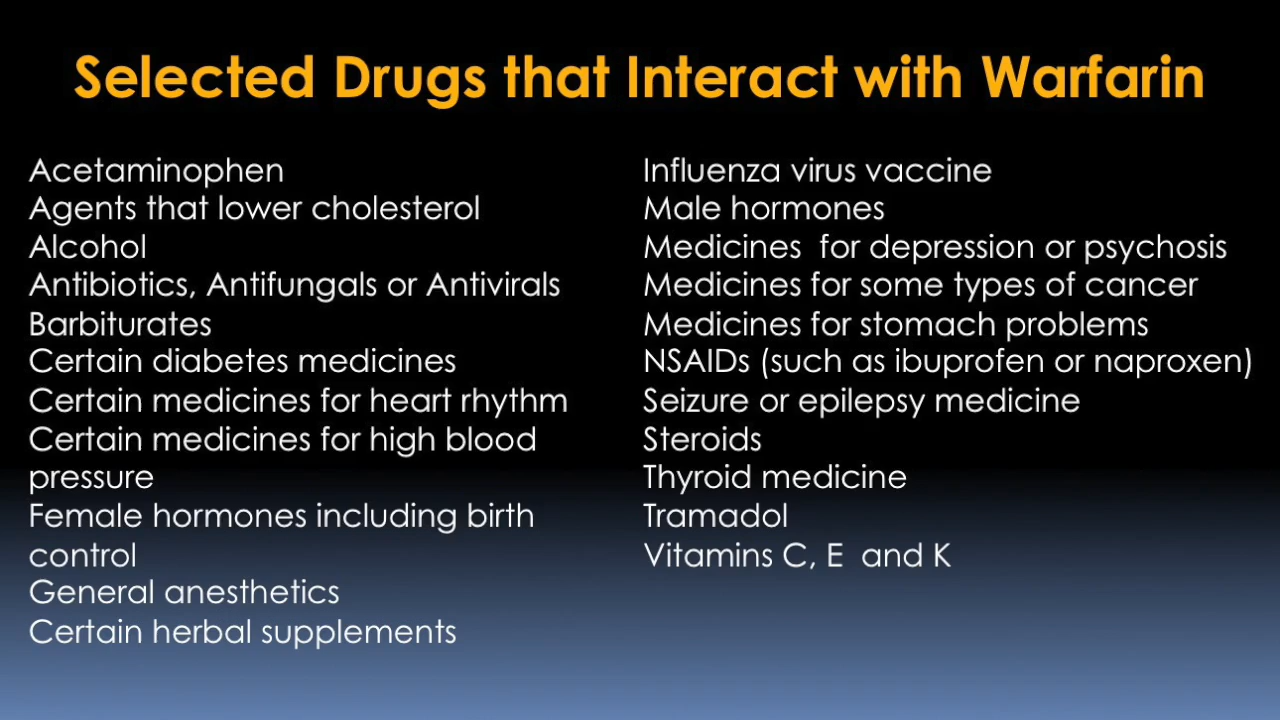 Selected Drugs that Interact with Warfarin
Acetaminophen
Agents that lower cholesterol
Alcohol
Antibiotics, Antifungals or Antivirals
Barbiturates
Certain diabetes medicines
Certain medicines for heart rhythm
Certain medicines for high blood
pressure
Female hormones including birth
control
General anesthetics
Certain herbal supplements
Influenza virus vaccine
Male hormones
Medicines  for depression or psychosis
Medicines for some types of cancer
Medicines for stomach problems
NSAIDs (such as ibuprofen or naproxen)
Seizure or epilepsy medicine
Steroids
Thyroid medicine
Tramadol
Vitamins C, E  and K